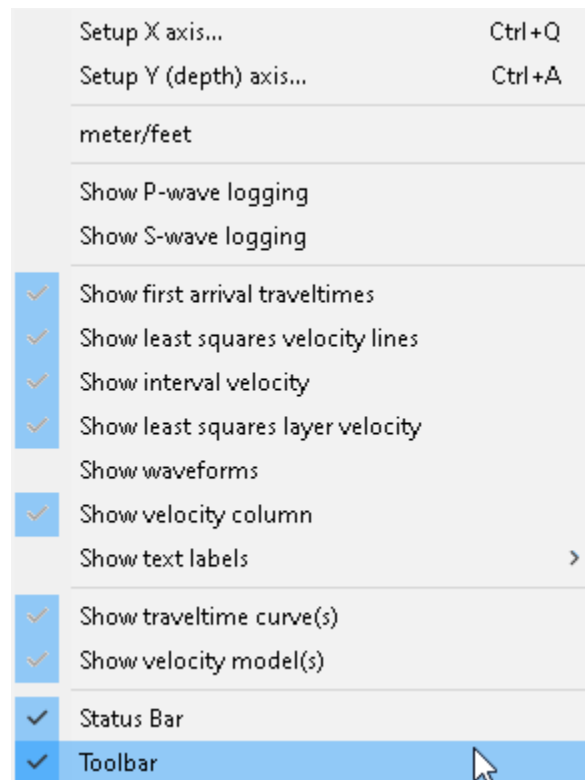 Setup X axis... Ctrl+Q
Setup Y (depth) axis... Ctrl+A
meter/feet
Show P-wave logging
Show S-wave logging
Show first arrival traveltimes
Show least squares velocity lines
Show interval velocity
Show least squares layer velocity
Show waveforms
Show velocity column
Show text labels
Show traveltime curve(s)
Show velocity model(s)
Status Bar
Toolbar